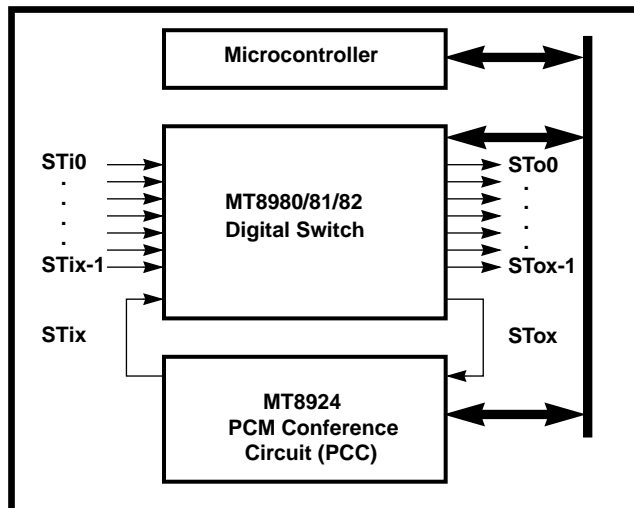 Microcontroller
STi0
.
.
.
.
STix-1
MT8980/81/82
Digital Switch
STo0
.
.
.
.
STox-1
STix
STox
MT8924
PCM Conference
Circuit (PCC)